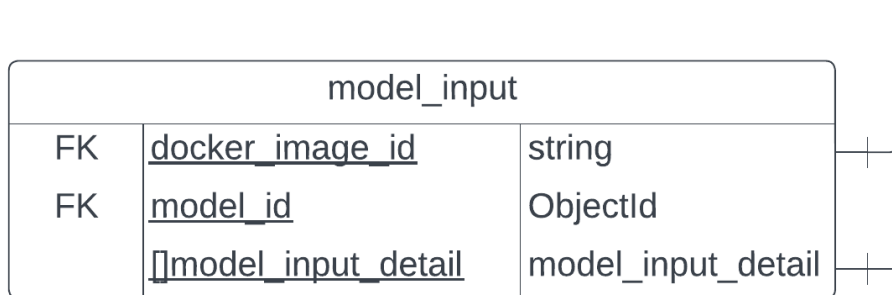 model_input
FK docker_image_id string
FK model_id ObjectId
[]model_input_detail model_input_detail